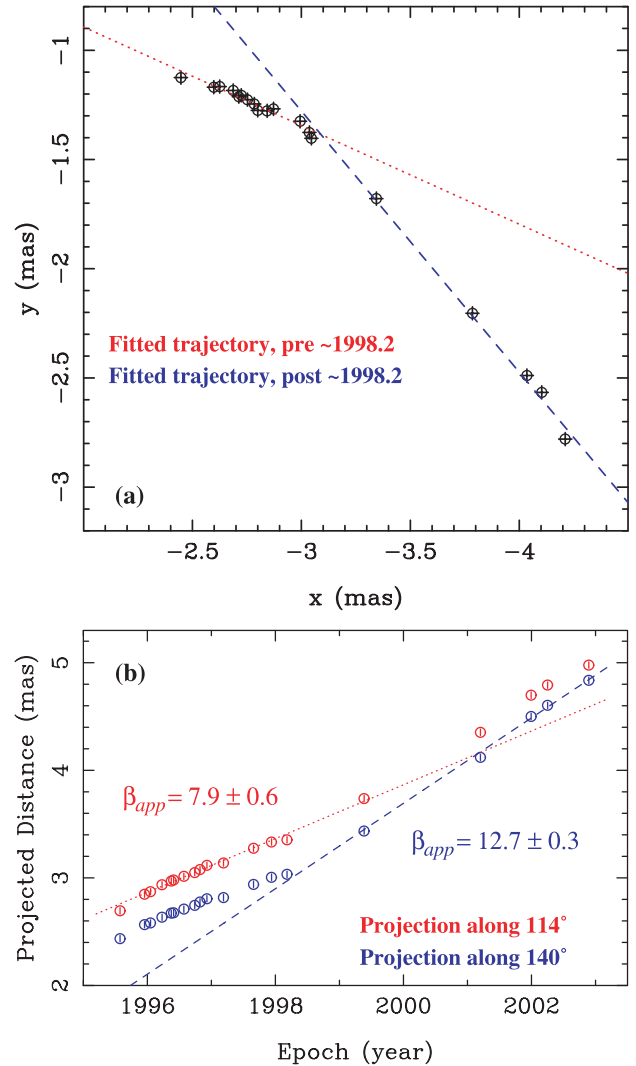 −1
−1.5
−2
−2.5
−3
y (mas)
Fitted trajectory, pre ~1998.2
Fitted trajectory, post ~1998.2
(a)
−2.5 −3 −3.5 −4
x (mas)
(b)
5
4
3
2
Projected Distance (mas)
βapp = 7.9 ± 0.6
βapp = 12.7 ± 0.3
Projection along 114°
Projection along 140°
1996 1998 2000 2002
Epoch (year)